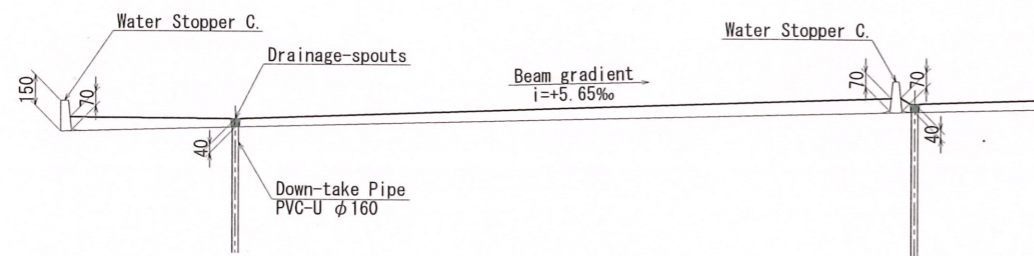 Water Stopper C.
Drainage-spouts
Water Stopper C.
Beam gradient
i=+5.65‰
150
70
70
70
40
40
Down-take Pipe
PVC-U φ160